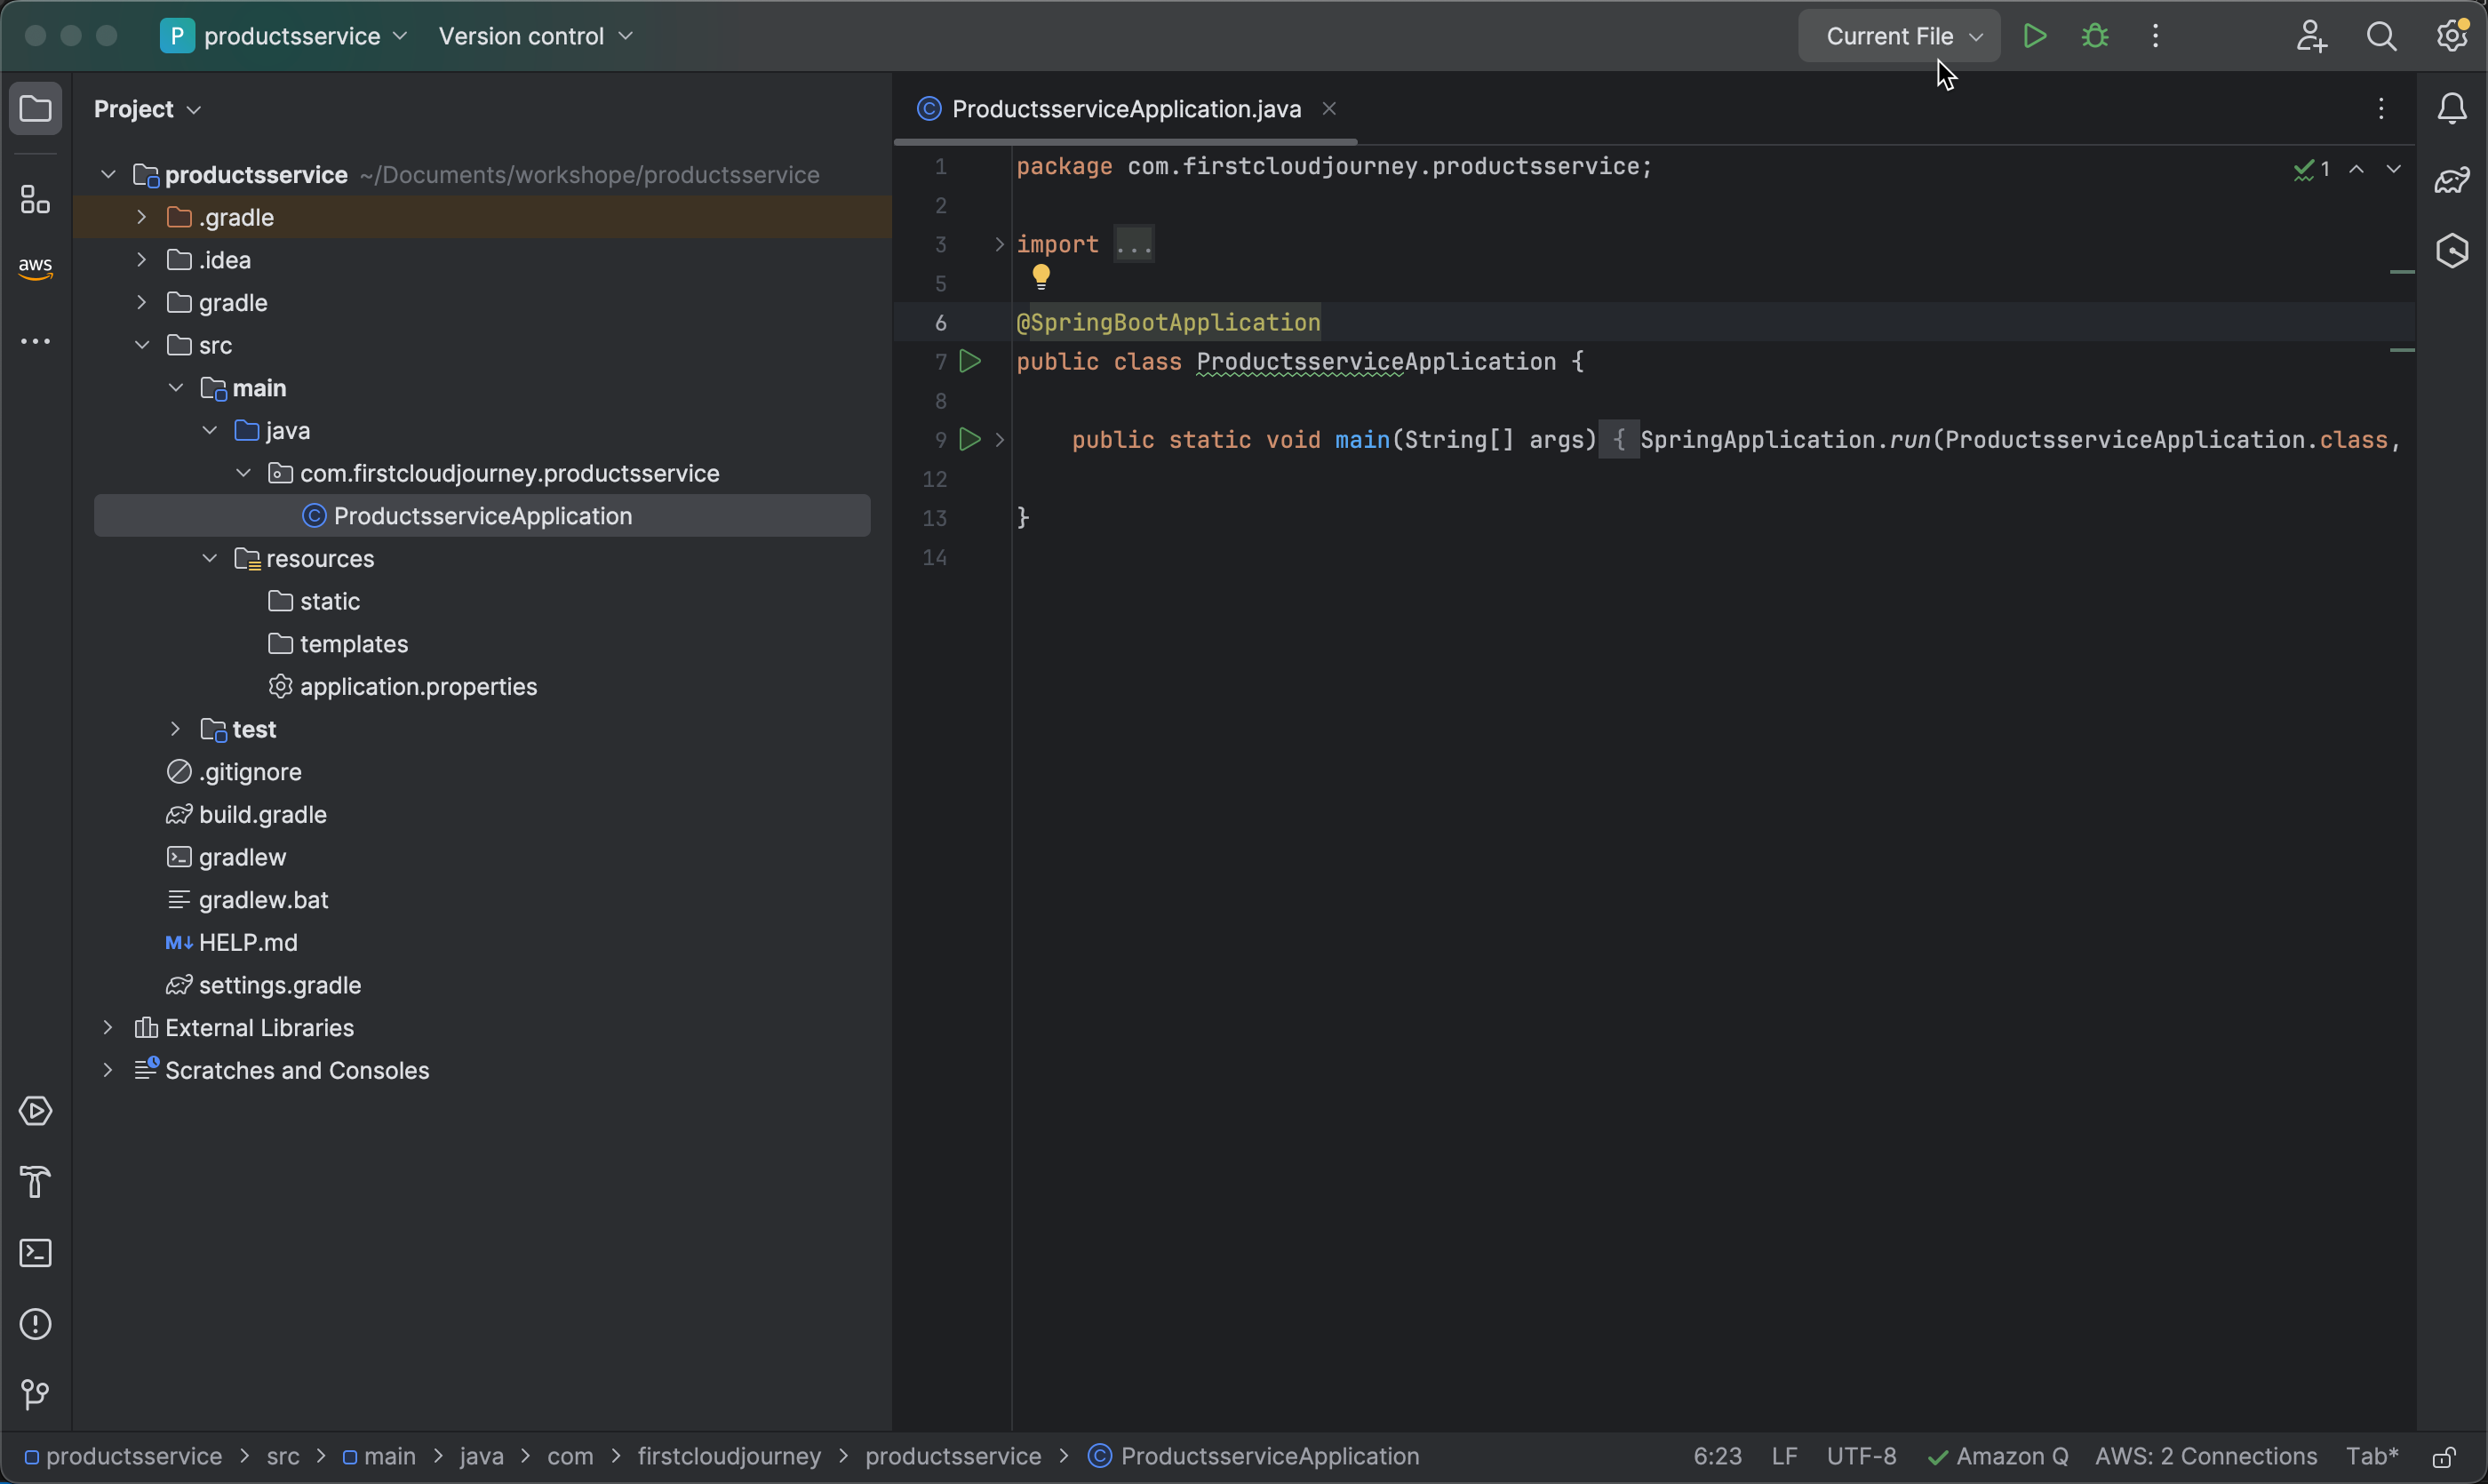 P productsservice Version control Current File
Project
ProductsserviceApplication.java
productsservice ~/Documents/workshope/productsservice
.gradle
.idea
gradle
src
main
java
com.firstcloudjourney.productsservice
ProductsserviceApplication
resources
static
templates
application.properties
test
.gitignore
build.gradle
gradlew
gradlew.bat
M↓ HELP.md
settings.gradle
External Libraries
Scratches and Consoles
aws
1 package com.firstcloudjourney.productsservice;
1
2
3 import ...
5
6 @SpringBootApplication
7 public class ProductsserviceApplication {
8
9 public static void main(String[] args) { SpringApplication.run(ProductsserviceApplication.class,
12
13 }
14
productsservice > src > main > java > com > firstcloudjourney > productsservice > ProductsserviceApplication
6:23 LF UTF-8 Amazon Q AWS: 2 Connections Tab*